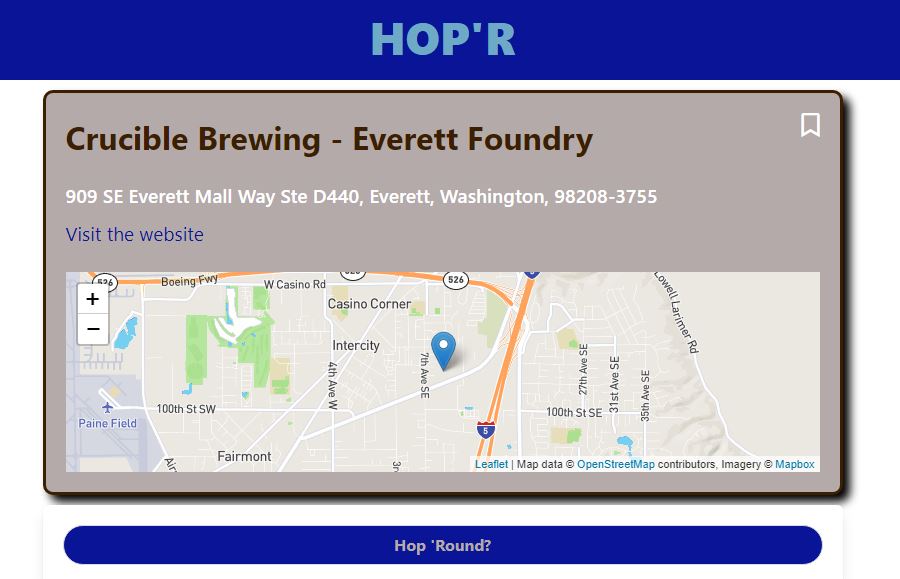 HOP'R
Crucible Brewing - Everett Foundry
909 SE Everett Mall Way Ste D440, Everett, Washington, 98208-3755
Visit the website
+
−
526
Boeing Fwy
W Casino Rd
526
526
Casino Corner
Lowell Larimer Rd
Intercity
7th Ave SE
4th Ave W
27th Ave SE
31st Ave SE
35th Ave SE
100th St SW
100th St SE
Paine Field
5
Fairmont
Leaflet | Map data © OpenStreetMap contributors, Imagery © Mapbox
Hop 'Round?